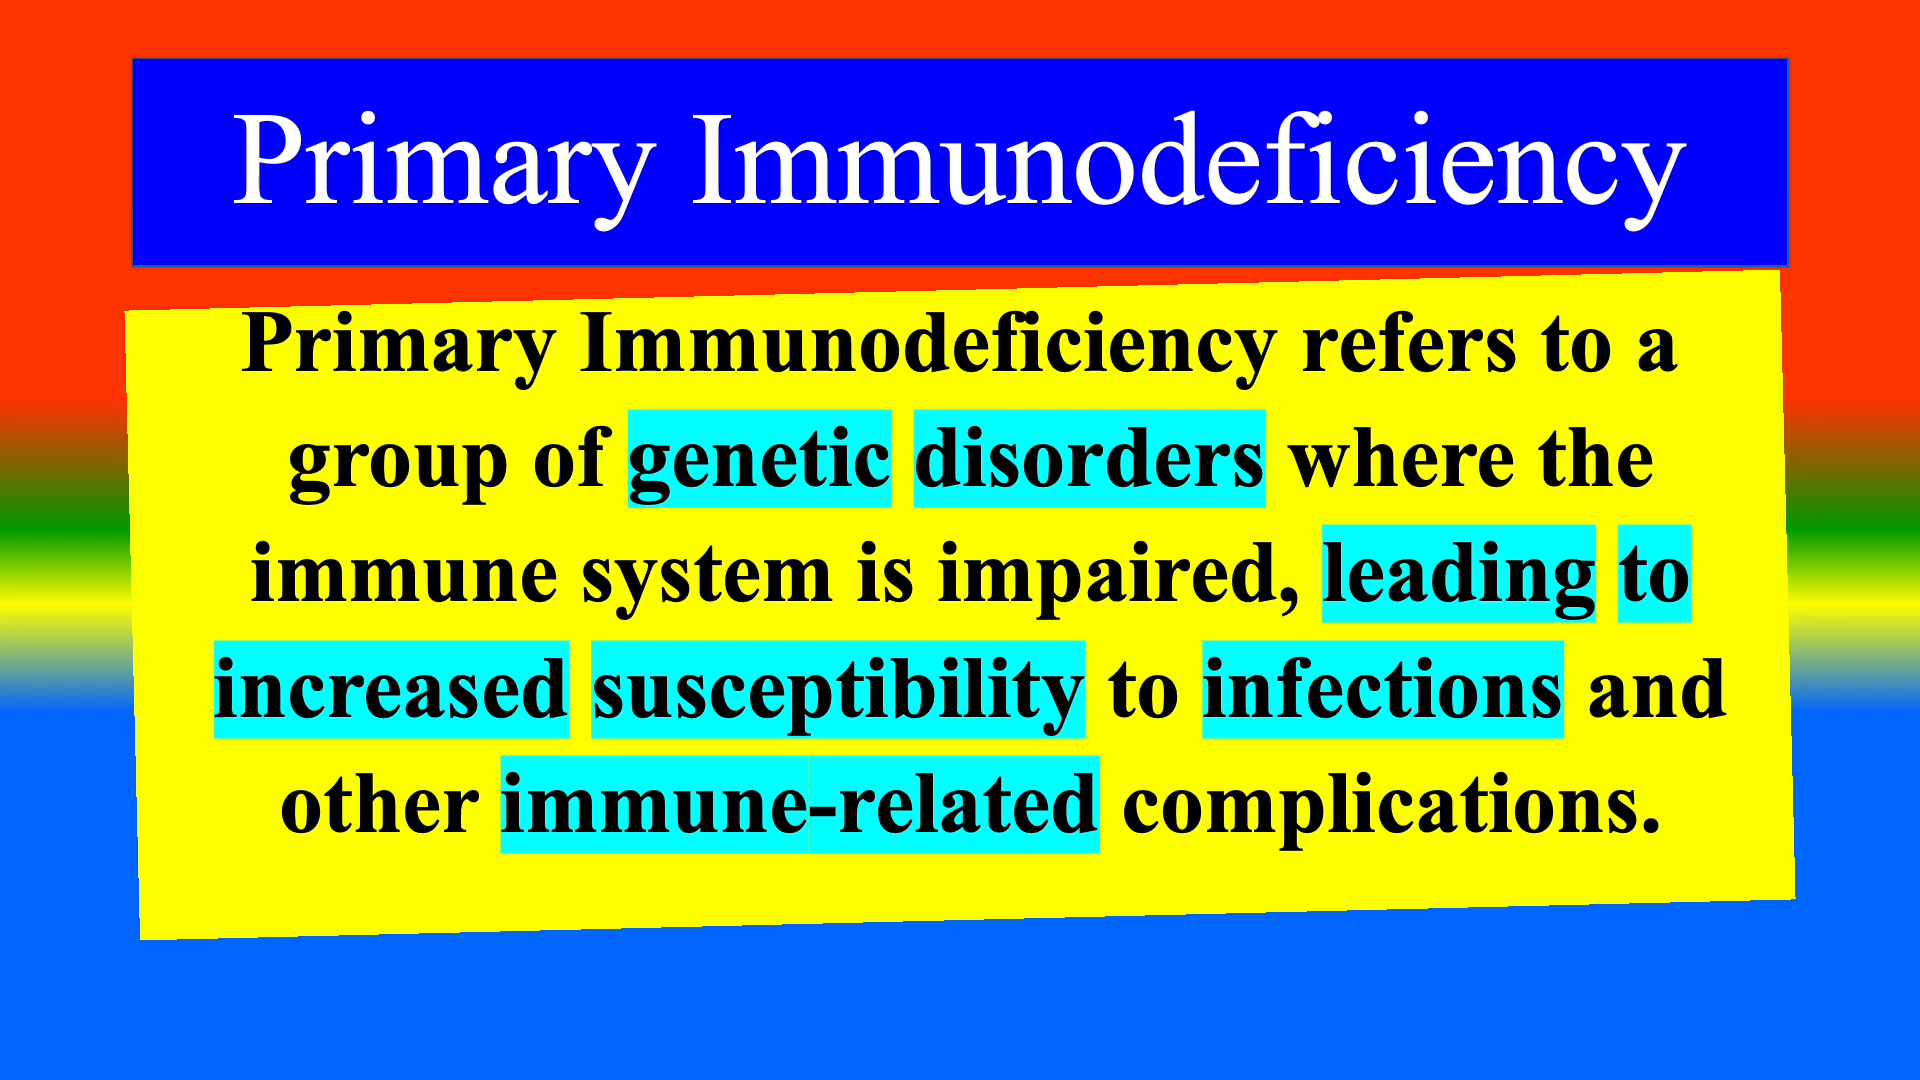 Primary Immunodeficiency
Primary Immunodeficiency refers to a
group of genetic disorders where the
immune system is impaired, leading to
increased susceptibility to infections and
other immune-related complications.